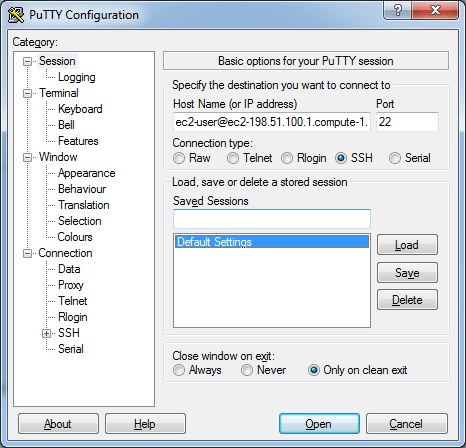 PuTTY Configuration
Category:
Session
Logging
Terminal
Keyboard
Bell
Features
Window
Appearance
Behaviour
Translation
Selection
Colours
Connection
Data
Proxy
Telnet
Rlogin
SSH
Serial
Basic options for your PuTTY session
Specify the destination you want to connect to
Host Name (or IP address) Port
ec2-user@ec2-198.51.100.1.compute-1. 22
Connection type:
Raw Telnet Rlogin SSH Serial
Load, save or delete a stored session
Saved Sessions
Default Settings
Load
Save
Delete
Close window on exit:
Always Never Only on clean exit
About Help Open Cancel